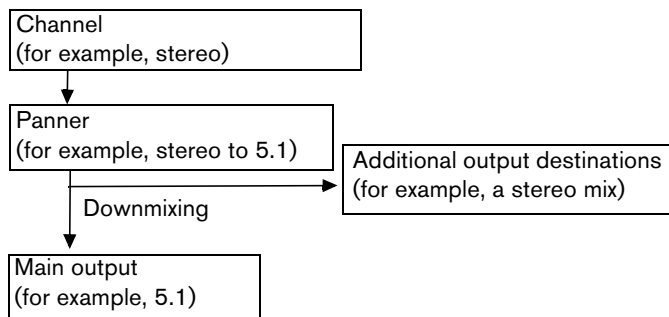 Channel
(for example, stereo)
Panner
(for example, stereo to 5.1)
Additional output destinations
(for example, a stereo mix)
Downmixing
Main output
(for example, 5.1)